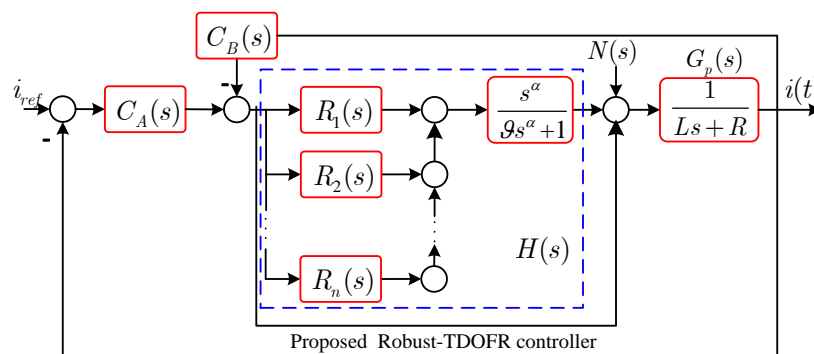 C_B(s)
N(s)
G_p(s)
i_ref
-
-
C_A(s)
R_1(s)
s^α
ϑs^α+1
1
Ls+R
i(t
R_2(s)
H(s)
R_n(s)
Proposed Robust-TDOFR controller